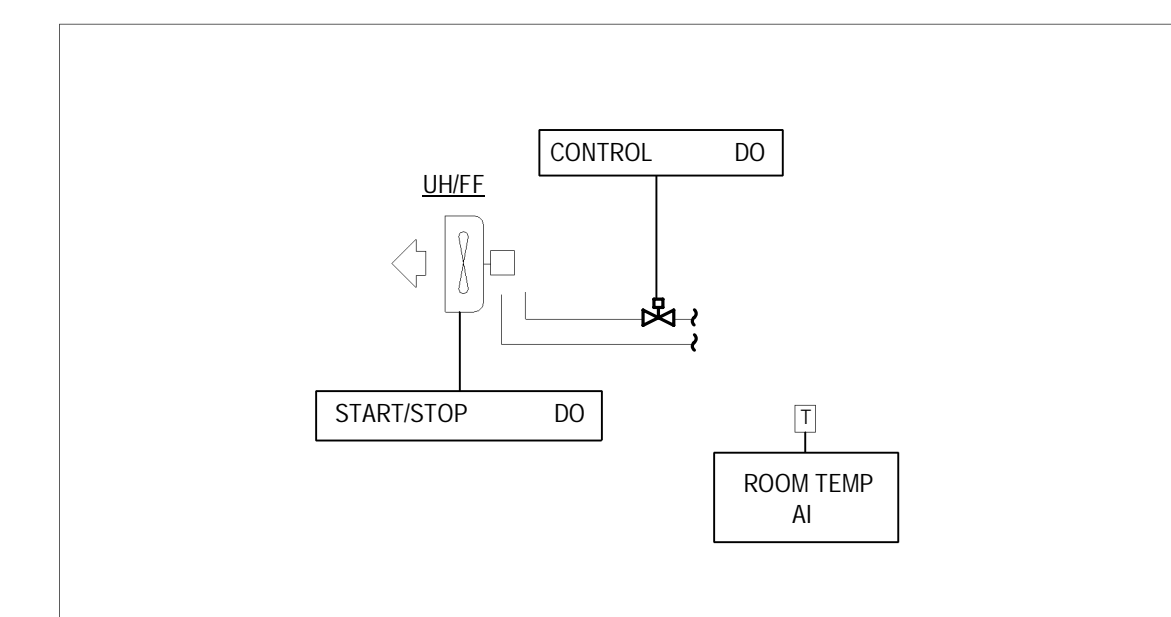 CONTROL DO
UH/FF
START/STOP DO
T
ROOM TEMP
AI